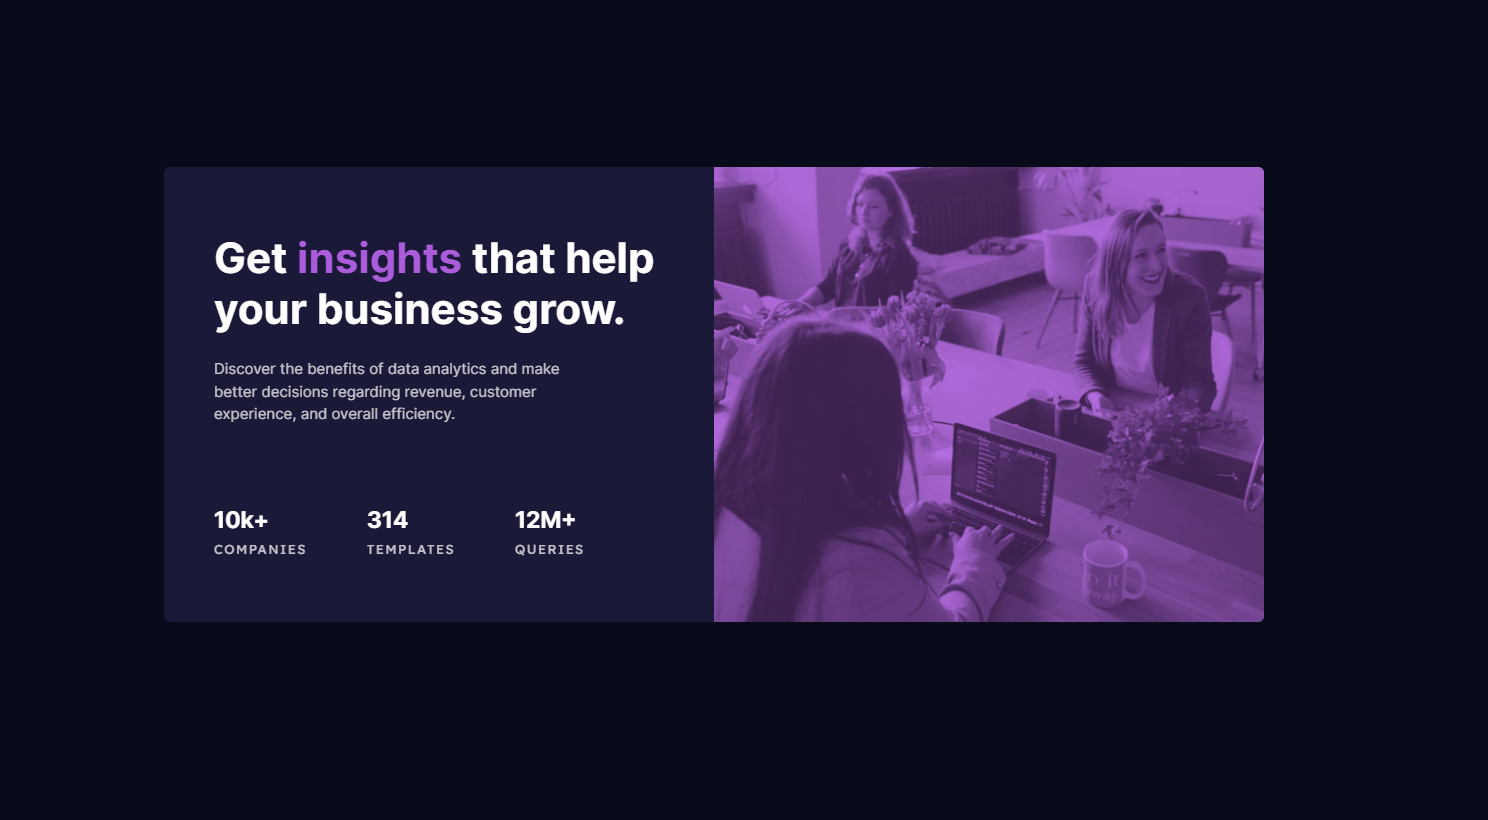 Get insights that help
your business grow.
Discover the benefits of data analytics and make
better decisions regarding revenue, customer
experience, and overall efficiency.
10k+ 314 12M+
COMPANIES TEMPLATES QUERIES